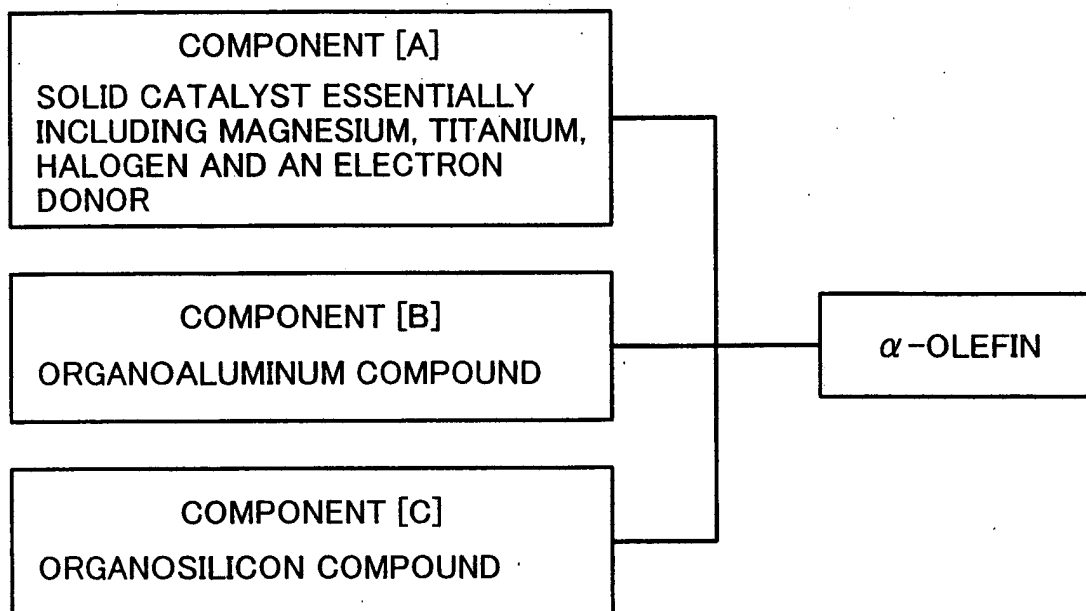 COMPONENT [A]
SOLID CATALYST ESSENTIALLY
INCLUDING MAGNESIUM, TITANIUM,
HALOGEN AND AN ELECTRON
DONOR
COMPONENT [B]
ORGANOALUMINUM COMPOUND
α-OLEFIN
COMPONENT [C]
ORGANOSILICON COMPOUND